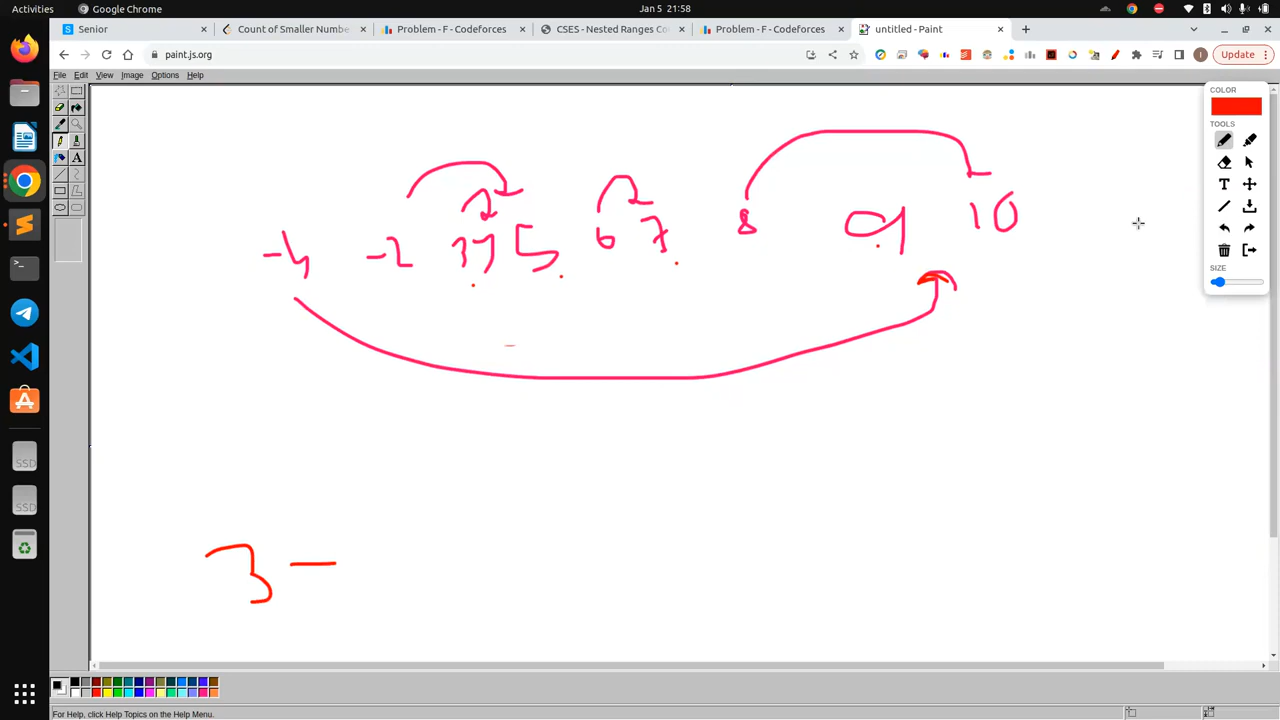 Activities
Google Chrome
Jan 5 21:58
Senior
Count of Smaller Numbe
Problem - F - Codeforces
CSES - Nested Ranges Co
Problem - F - Codeforces
untitled - Paint
paint.js.org
Update
File Edit View Image Options Help
COLOR
TOOLS
SIZE
-4 -2 5 6 7 8 9 10
3 -
SSD
SSD
For Help, click Help Topics on the Help Menu.